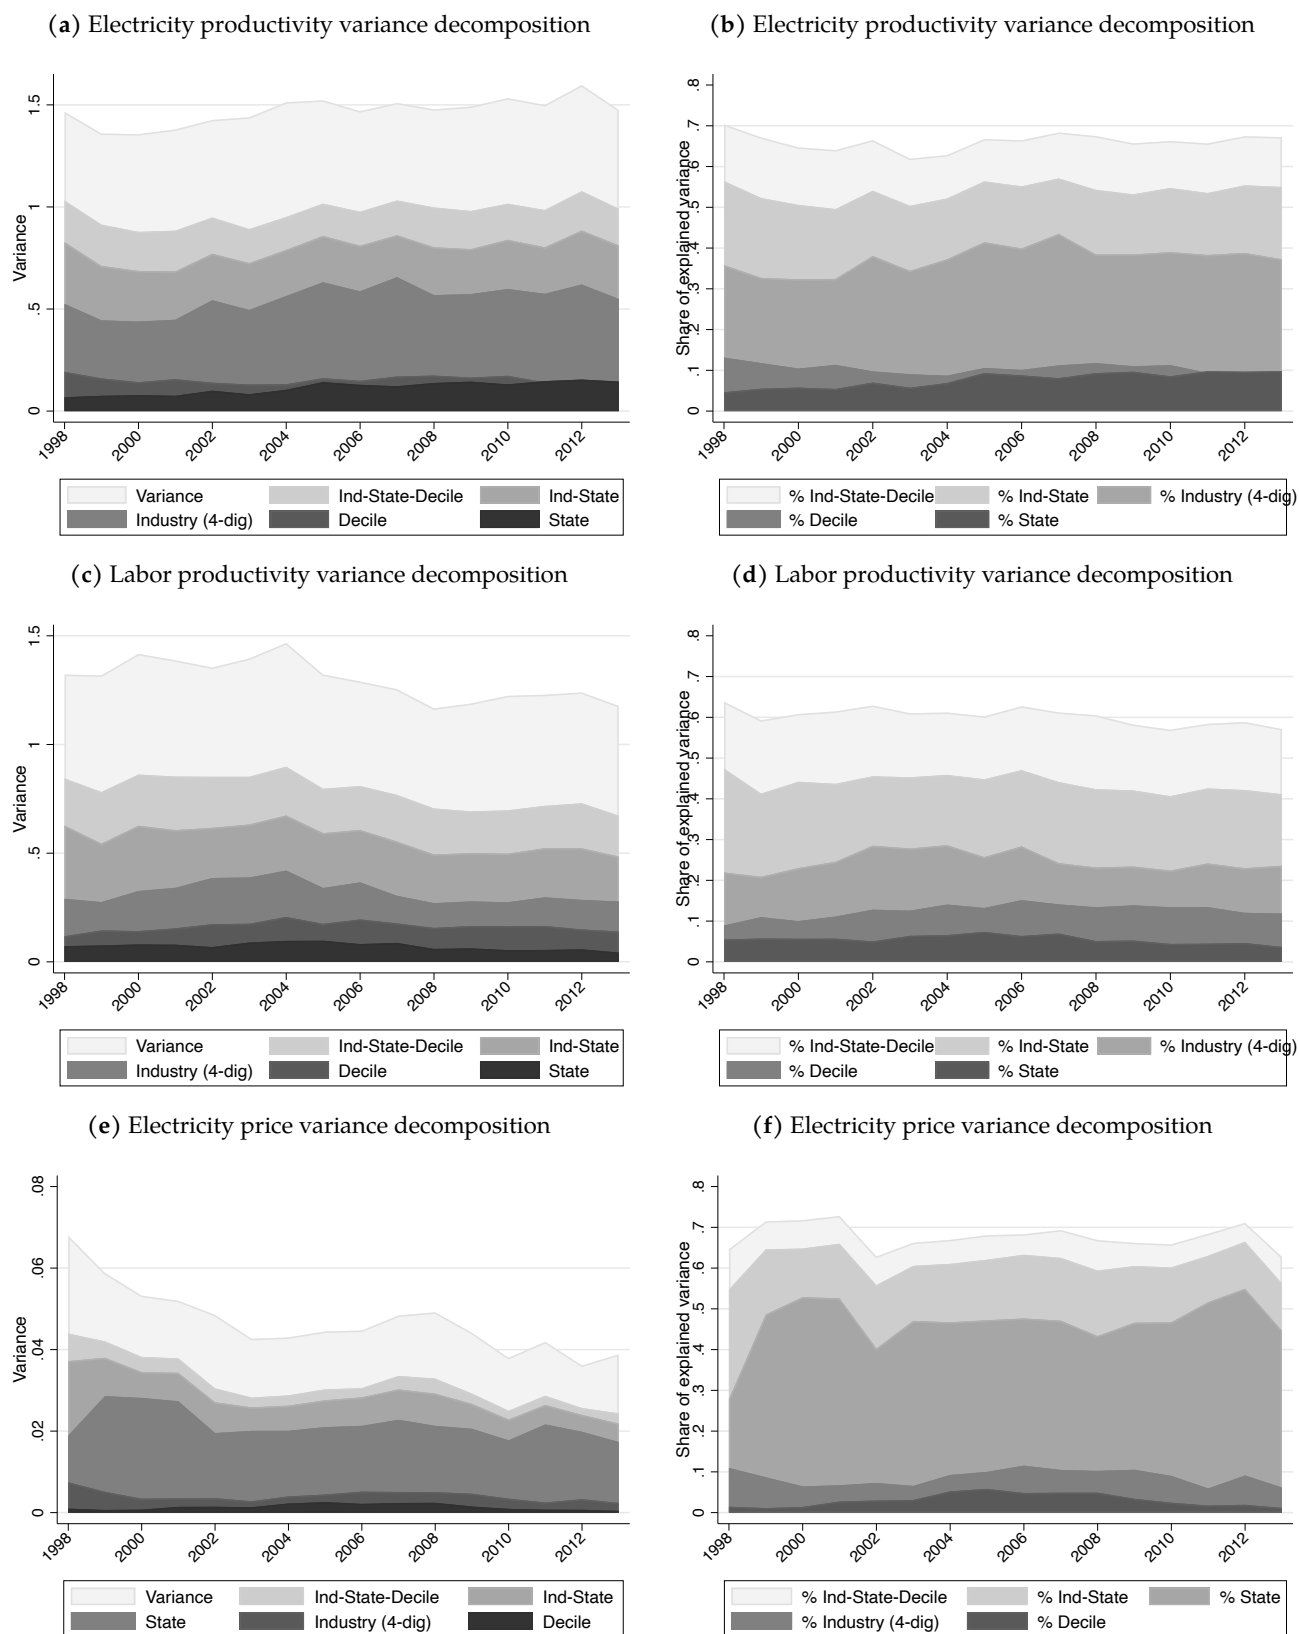 (a) Electricity productivity variance decomposition
Variance
0 .5 1 1.5
1998 2000 2002 2004 2006 2008 2010 2012
Variance Ind-State-Decile Ind-State
Industry (4-dig) Decile State
(b) Electricity productivity variance decomposition
Share of explained variance
0 .1 .2 .3 .4 .5 .6 .7 .8
1998 2000 2002 2004 2006 2008 2010 2012
% Ind-State-Decile % Ind-State % Industry (4-dig)
% Decile % State
(c) Labor productivity variance decomposition
Variance
0 .5 1 1.5
1998 2000 2002 2004 2006 2008 2010 2012
Variance Ind-State-Decile Ind-State
Industry (4-dig) Decile State
(d) Labor productivity variance decomposition
Share of explained variance
0 .1 .2 .3 .4 .5 .6 .7 .8
1998 2000 2002 2004 2006 2008 2010 2012
% Ind-State-Decile % Ind-State % Industry (4-dig)
% Decile % State
(e) Electricity price variance decomposition
Variance
0 .02 .04 .06 .08
1998 2000 2002 2004 2006 2008 2010 2012
Variance Ind-State-Decile Ind-State
State Industry (4-dig) Decile
(f) Electricity price variance decomposition
Share of explained variance
0 .1 .2 .3 .4 .5 .6 .7 .8
1998 2000 2002 2004 2006 2008 2010 2012
% Ind-State-Decile % Ind-State % State
% Industry (4-dig) % Decile